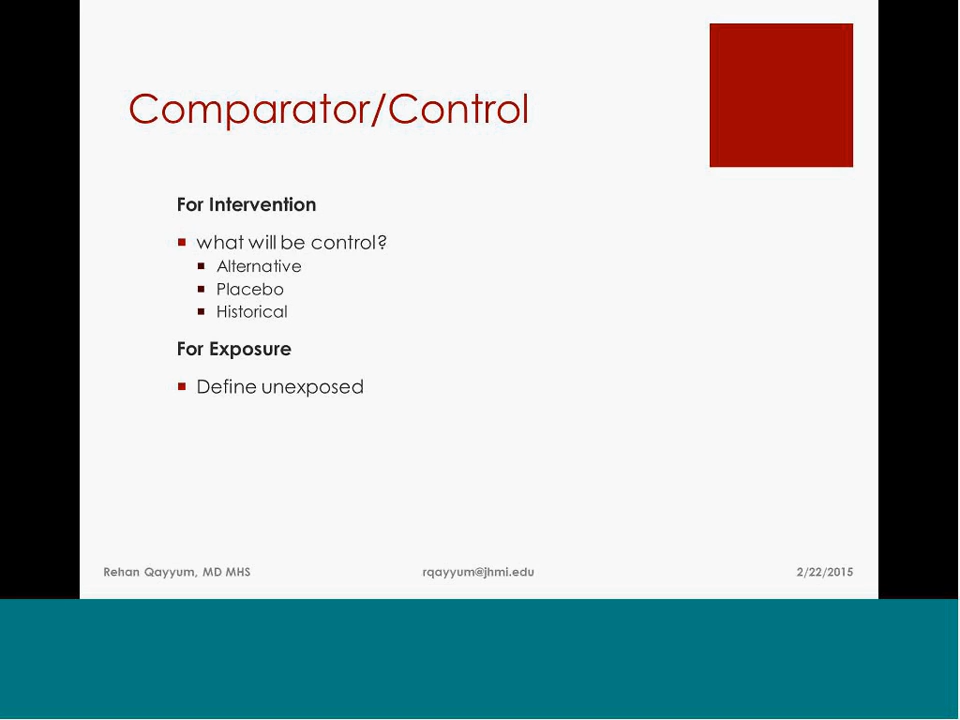 Comparator/Control
For Intervention
what will be control?
Alternative
Placebo
Historical
For Exposure
Define unexposed
Rehan Qayyum, MD MHS rqayyum@jhmi.edu 2/22/2015